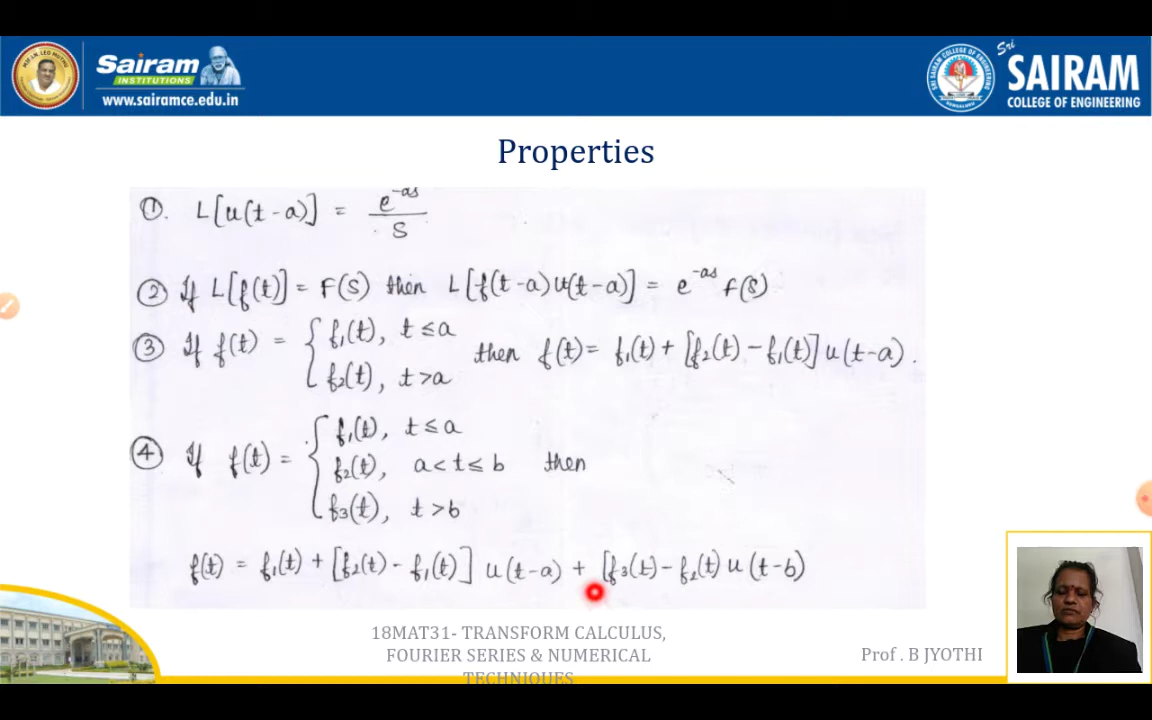 Sairam
INSTITUTIONS
www.sairamce.edu.in
Sri
SAIRAM
COLLEGE OF ENGINEERING
Properties
①. L[u(t-a)] = e^-as / S
② If L[f(t)] = F(S) then L[f(t-a)u(t-a)] = e^-as f(S)
③ If f(t) = { f₁(t), t ≤ a
f₂(t), t > a
then f(t) = f₁(t) + [f₂(t) - f₁(t)] u(t-a).
④ If f(t) = { f₁(t), t ≤ a
f₂(t), a < t ≤ b then
f₃(t), t > b
f(t) = f₁(t) + [f₂(t) - f₁(t)] u(t-a) + [f₃(t) - f₂(t) u(t-b)
18MAT31- TRANSFORM CALCULUS,
FOURIER SERIES & NUMERICAL
TECHNIQUES
Prof . B JYOTHI